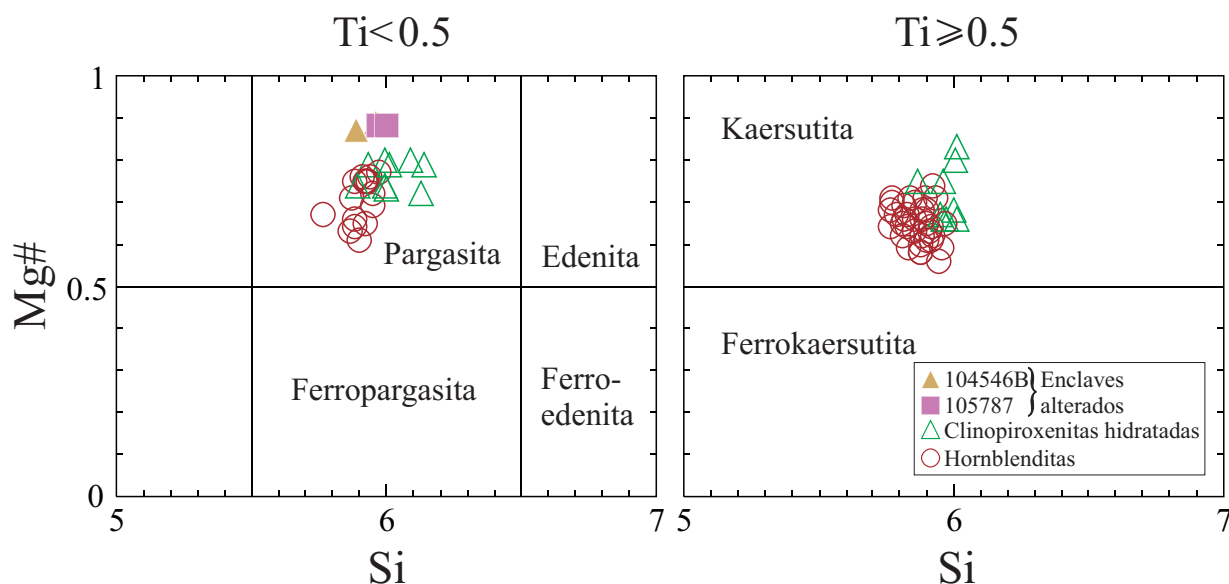 Ti<0.5
Ti⩾0.5
Mg#
1
0.5
0
Pargasita
Edenita
Ferropargasita
Ferro-
edenita
5
6
7
Si
Kaersutita
Ferrokaersutita
104546B
105787
Enclaves
alterados
Clinopiroxenitas hidratadas
Hornblenditas
5
6
7
Si